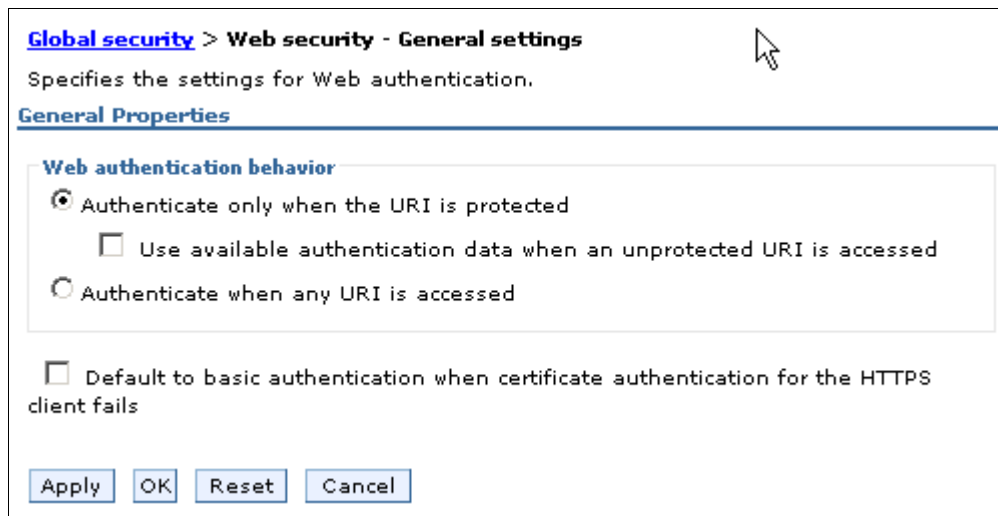 Global security > Web security - General settings
Specifies the settings for Web authentication.
General Properties
Web authentication behavior
Authenticate only when the URI is protected
Use available authentication data when an unprotected URI is accessed
Authenticate when any URI is accessed
Default to basic authentication when certificate authentication for the HTTPS
client fails
Apply OK Reset Cancel